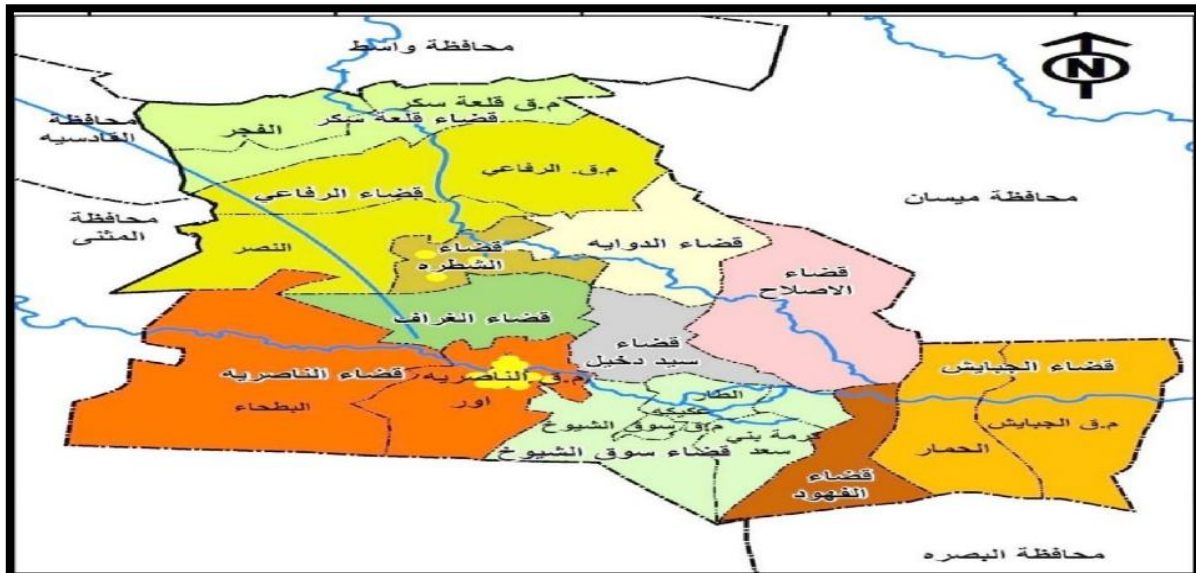 محافظة واسط
N
م.ق قلعة سكر
قضاء قلعة سكر
الفجر
محافظة
القادسيه
م.ق. الرفاعي
قضاء الرفاعي
محافظة ميسان
محافظة
المثنى
النصر
قضاء
الشطره
قضاء الدوايه
قضاء
الاصلاح
قضاء الغراف
قضاء
سيد دخيل
قضاء الجبايش
م.ق الناصريه
قضاء الناصريه
الطار
اور
البطحاء
عكيكه
م.ق سوق الشيوخ
كرمة بني
سعد
م.ق الجبايش
الحمار
قضاء سوق الشيوخ
قضاء
الفهود
محافظة البصره